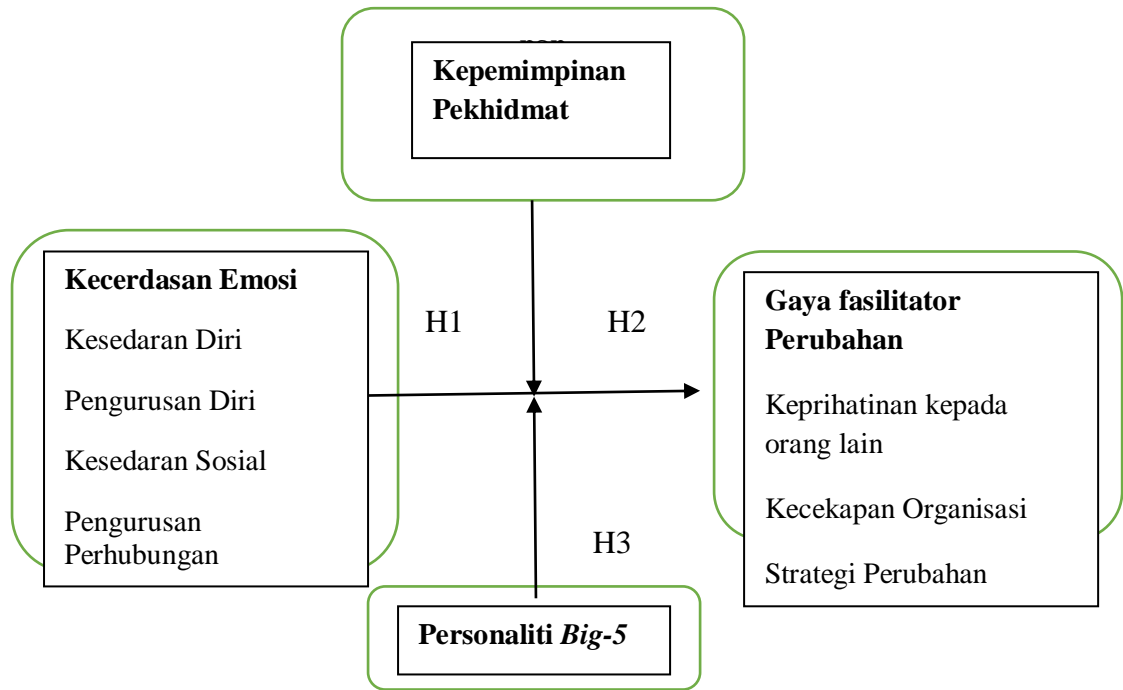 Kepemimpinan
Pekhidmat
Kecerdasan Emosi
Kesedaran Diri
Pengurusan Diri
Kesedaran Sosial
Pengurusan
Perhubungan
H1
H2
Gaya fasilitator
Perubahan
Keprihatinan kepada
orang lain
Kecekapan Organisasi
Strategi Perubahan
H3
Personaliti Big-5